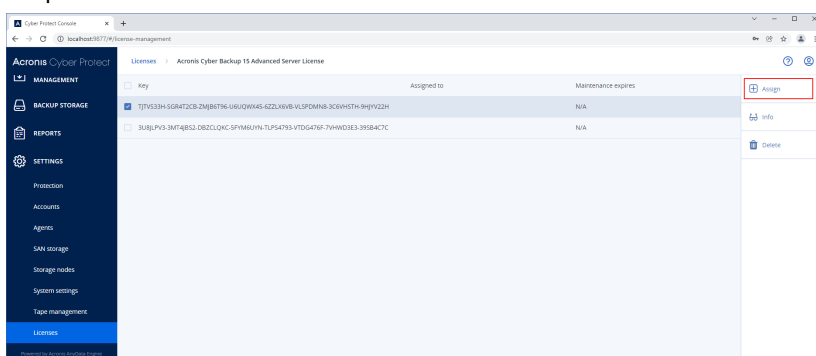 Cyber Protect Console
localhost:9877/#/license-management
Acronis Cyber Protect
Licenses > Acronis Cyber Backup 15 Advanced Server License
MANAGEMENT
BACKUP STORAGE
REPORTS
SETTINGS
Protection
Accounts
Agents
SAN storage
Storage nodes
System settings
Tape management
Licenses
Powered by Acronis AnyData Engine
Key Assigned to Maintenance expires
TJTVS33H-SGR4T2CB-ZMJB6T96-U6UQWX45-6ZZLX6VB-VLSPDMN8-3C6VHSTH-9HJYV22H N/A
3U8JLPV3-3MT4JBS2-DBZCLQKC-SFYM6UYN-TLPS4793-VTDG476F-7VHWD3E3-39SB4C7C N/A
Assign
Info
Delete